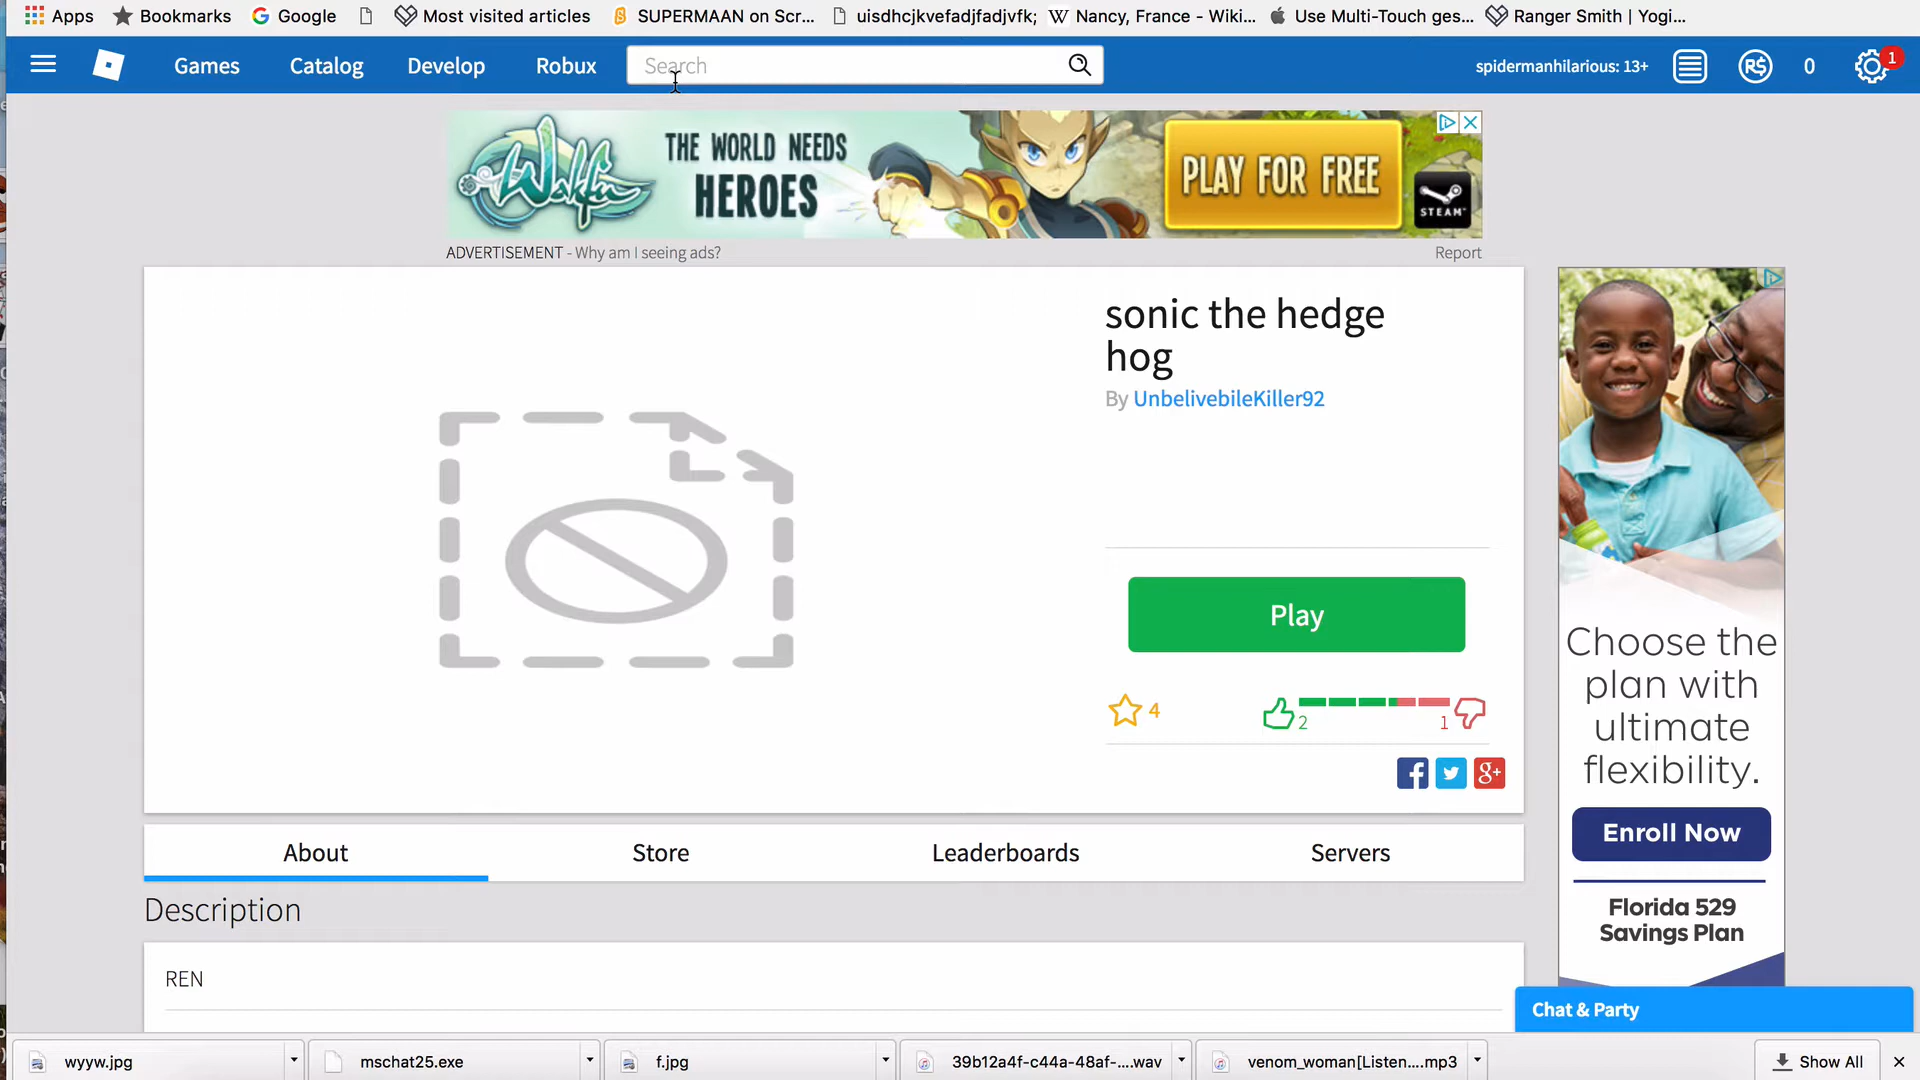 Apps Bookmarks Google Most visited articles SUPERMAAN on Scr... uisdhcjkvefadjfadjvfk; Nancy, France - Wiki... Use Multi-Touch ges... Ranger Smith | Yogi...
Games Catalog Develop Robux Search spidermanhilarious: 13+ R$ 0 1
Wakfu
THE WORLD NEEDS
HEROES
PLAY FOR FREE
STEAM™
ADVERTISEMENT - Why am I seeing ads? Report
sonic the hedge
hog
By UnbelivebileKiller92
Play
4 2 1
g+
About Store Leaderboards Servers
Description
REN
Choose the
plan with
ultimate
flexibility.
Enroll Now
Florida 529
Savings Plan
Chat & Party
wyyw.jpg mschat25.exe f.jpg 39b12a4f-c44a-48af-....wav venom_woman[Listen....mp3 Show All